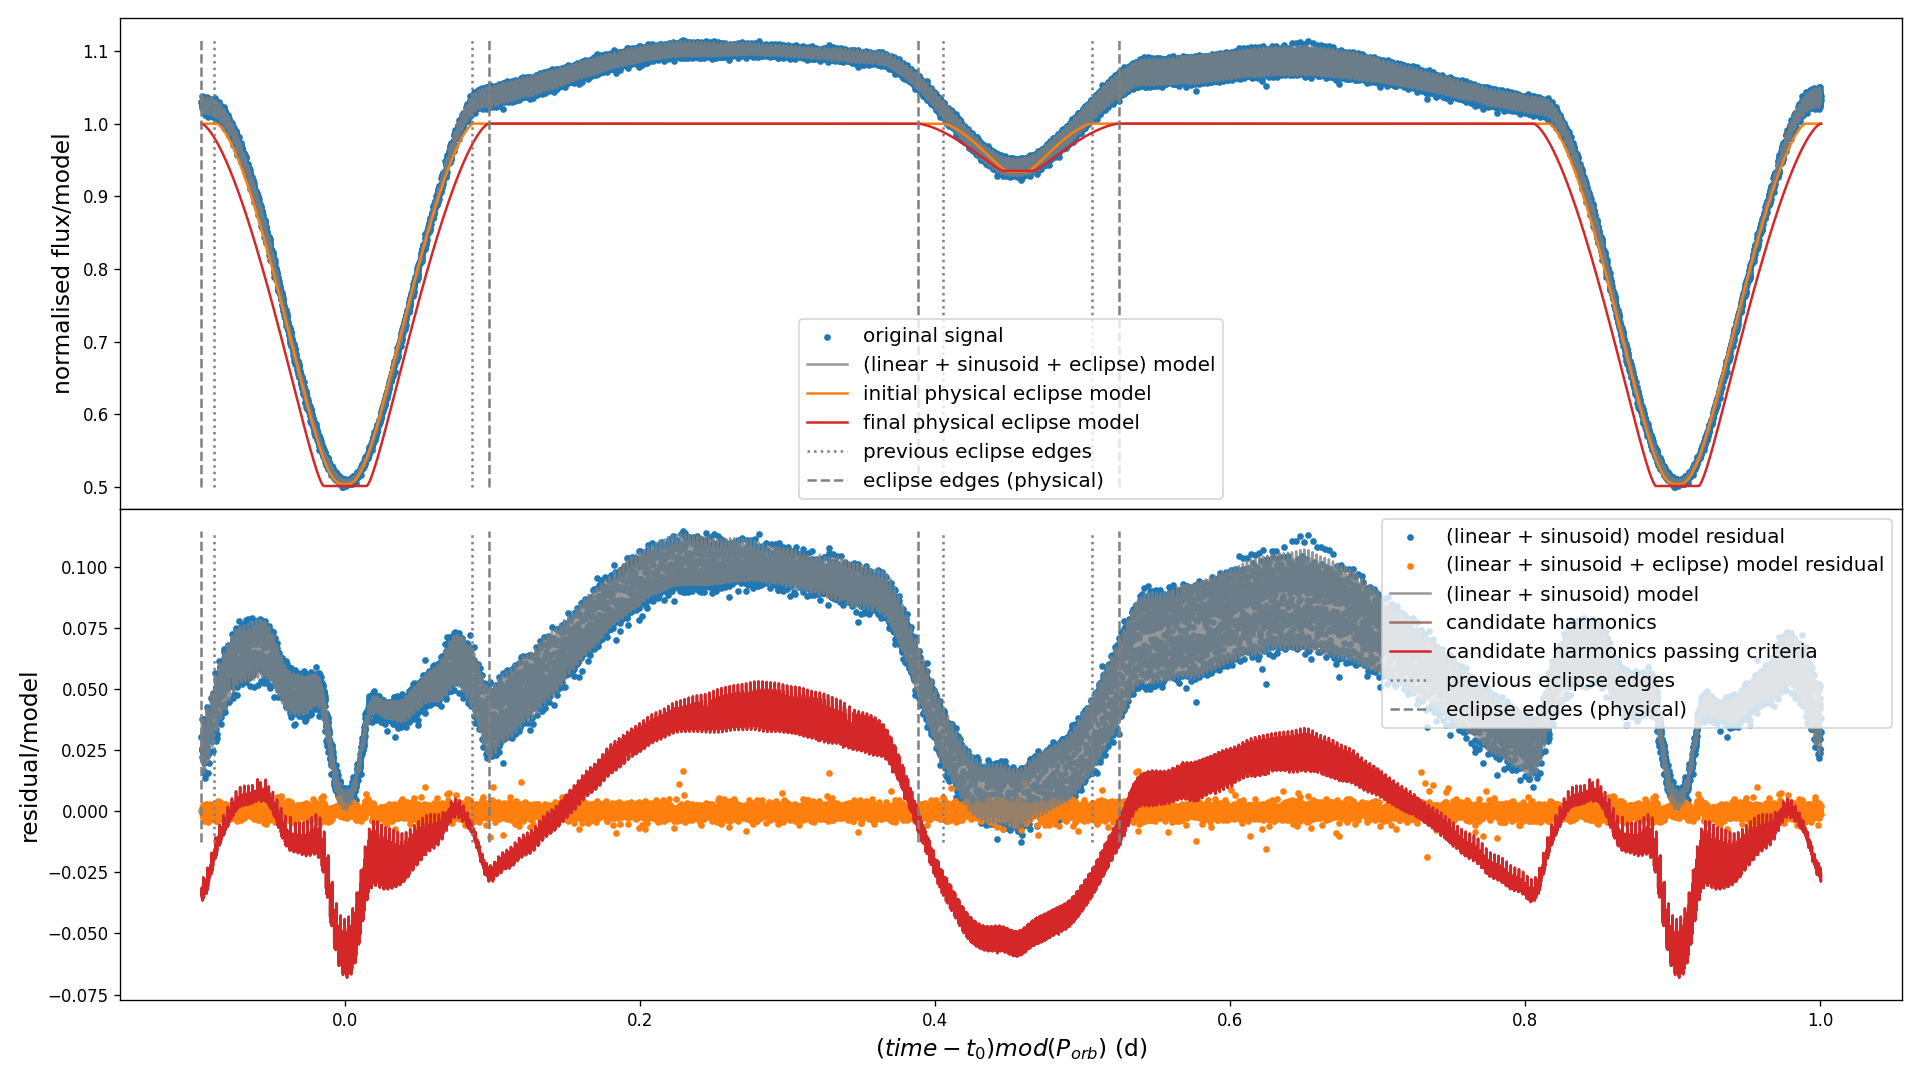 normalised flux/model
1.1
1.0
0.9
0.8
0.7
0.6
0.5
original signal
(linear + sinusoid + eclipse) model
initial physical eclipse model
final physical eclipse model
previous eclipse edges
eclipse edges (physical)
residual/model
0.100
0.075
0.050
0.025
0.000
−0.025
−0.050
−0.075
(linear + sinusoid) model residual
(linear + sinusoid + eclipse) model residual
(linear + sinusoid) model
candidate harmonics
candidate harmonics passing criteria
previous eclipse edges
eclipse edges (physical)
0.0 0.2 0.4 0.6 0.8 1.0
(time − t₀)mod(Pₒᵣb) (d)